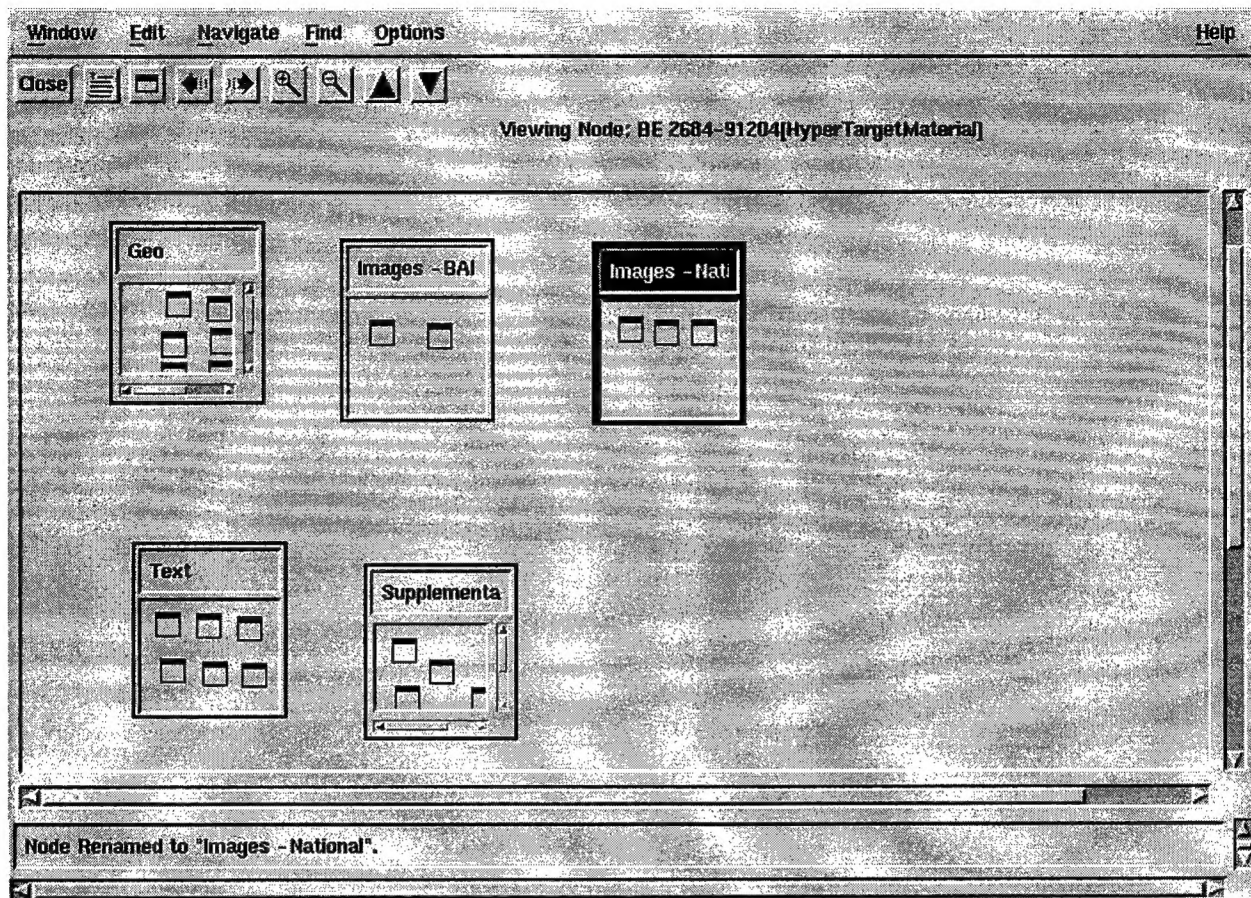 Window Edit Navigate Find Options Help
Close
Viewing Node: BE 2684-91204[HyperTargetMaterial]
Geo
Images -BAI
Images -Nati
Text
Supplementa
Node Renamed to "Images -National".